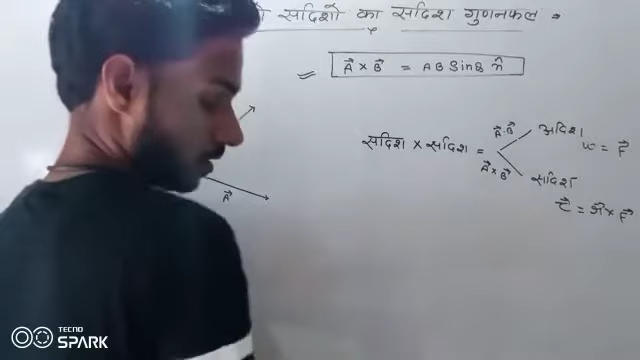 दो सदिशों का सदिश गुणनफल =
= A⃗ × B⃗ = AB Sinθ n̂
A⃗
सदिश × सदिश =
A⃗·B⃗
अदिश
W = F⃗
A⃗×B⃗
सदिश
τ⃗ = r⃗ × F⃗
TECNO
SPARK